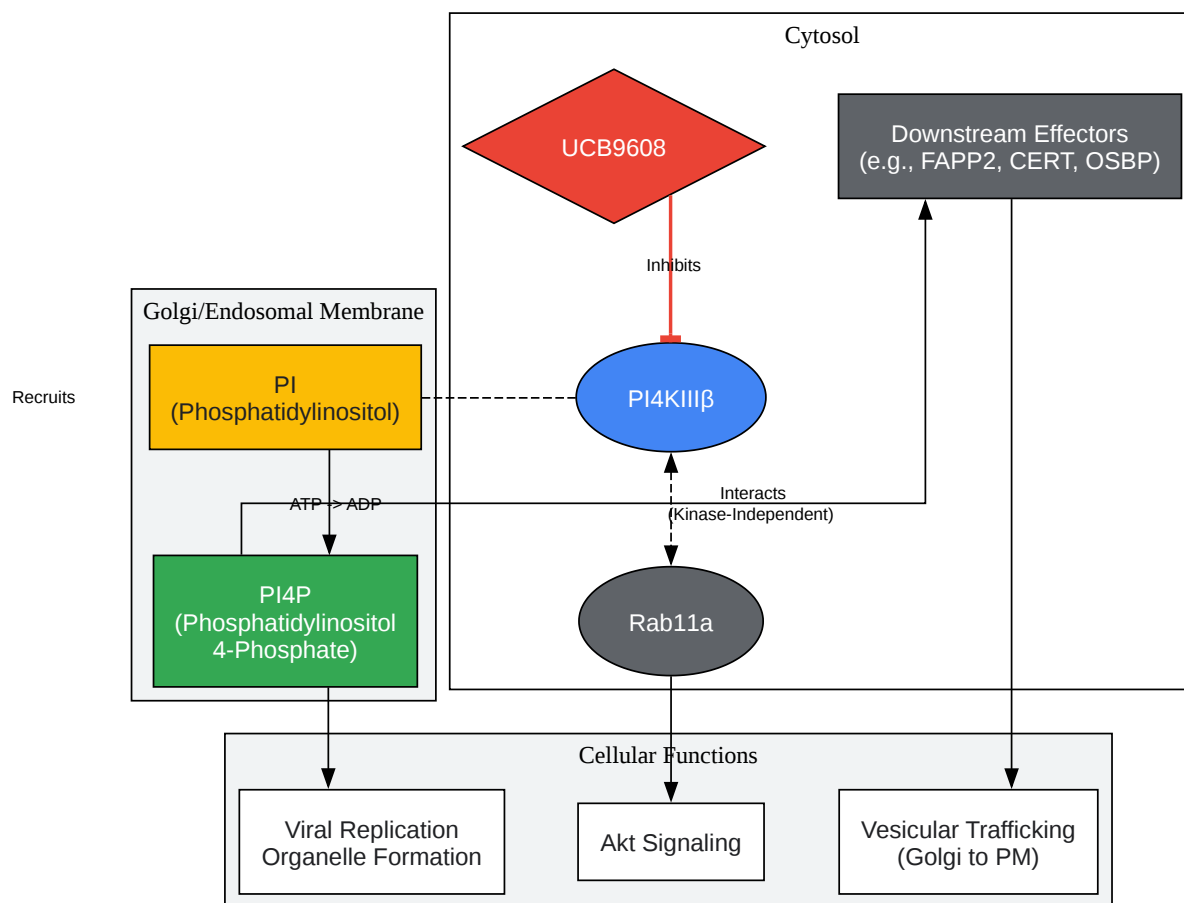 Cytosol
UCB9608
Downstream Effectors
(e.g., FAPP2, CERT, OSBP)
Inhibits
Golgi/Endosomal Membrane
PI
(Phosphatidylinositol)
Recruits
PI4KIIIβ
ATP -> ADP
Interacts
(Kinase-Independent)
PI4P
(Phosphatidylinositol
4-Phosphate)
Rab11a
Cellular Functions
Viral Replication
Organelle Formation
Akt Signaling
Vesicular Trafficking
(Golgi to PM)